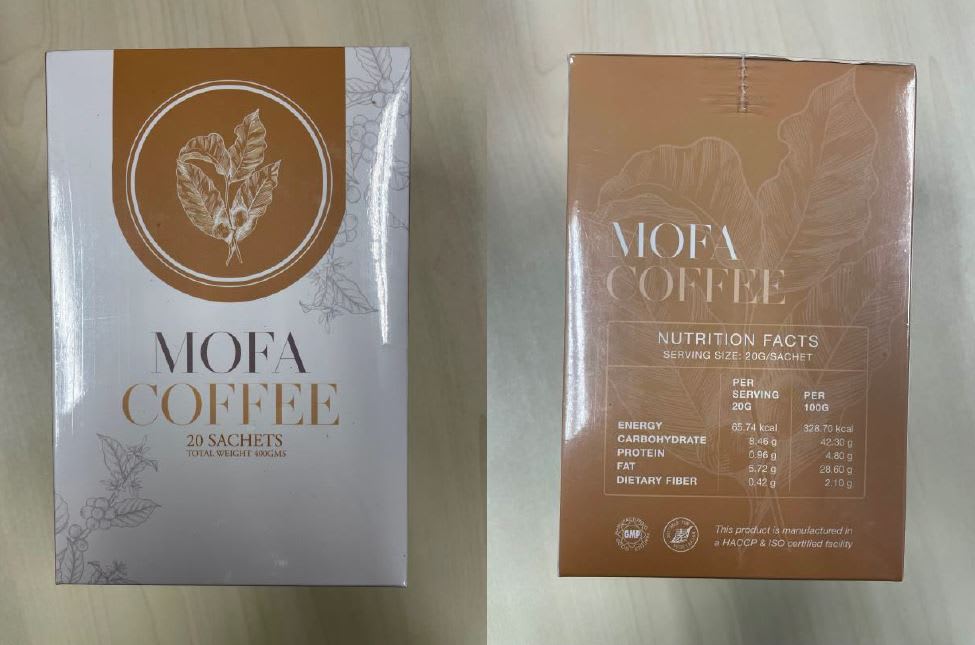 MOFA
COFFEE
20 SACHETS
TOTAL WEIGHT 400GMS
MOFA
COFFEE
NUTRITION FACTS
SERVING SIZE: 20G/SACHET
PER SERVING 20G PER 100G
ENERGY 65.74 kcal 328.70 kcal
CARBOHYDRATE 8.46 g 42.30 g
PROTEIN 0.96 g 4.80 g
FAT 5.72 g 28.60 g
DIETARY FIBER 0.42 g 2.10 g
GMP
This product is manufactured in
a HACCP & ISO certified facility